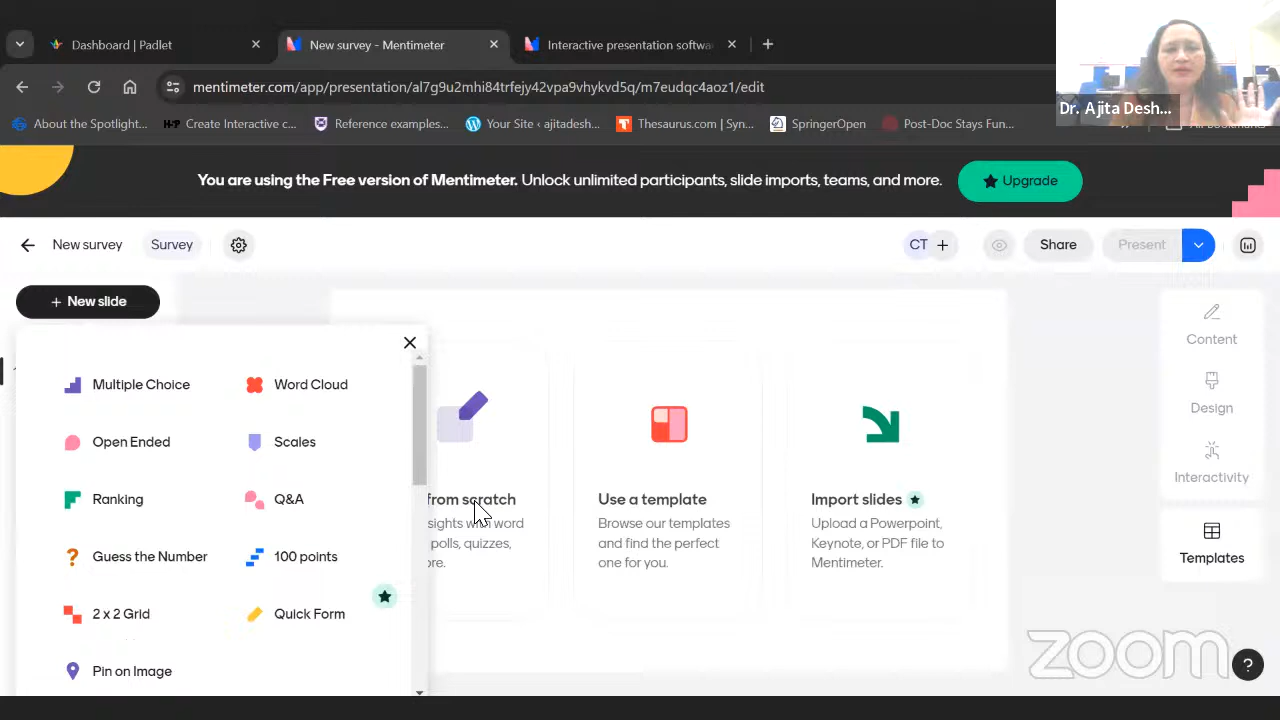 Dashboard | Padlet
New survey - Mentimeter
Interactive presentation softwa
mentimeter.com/app/presentation/al7g9u2mhi84trfejy42vpa9vhykvd5q/m7eudqc4aoz1/edit
About the Spotlight...
Create Interactive c...
Reference examples...
Your Site ‹ ajitadesh...
Thesaurus.com | Syn...
SpringerOpen
Post-Doc Stays Fun...
Dr. Ajita Desh...
You are using the Free version of Mentimeter. Unlock unlimited participants, slide imports, teams, and more.
Upgrade
New survey
Survey
CT
Share
Present
+ New slide
Multiple Choice
Word Cloud
Open Ended
Scales
Ranking
Q&A
Guess the Number
100 points
2 x 2 Grid
Quick Form
Pin on Image
from scratch
polls, quizzes,
Use a template
Browse our templates
and find the perfect
one for you.
Import slides
Upload a Powerpoint,
Keynote, or PDF file to
Mentimeter.
Content
Design
Interactivity
Templates
zoom
?